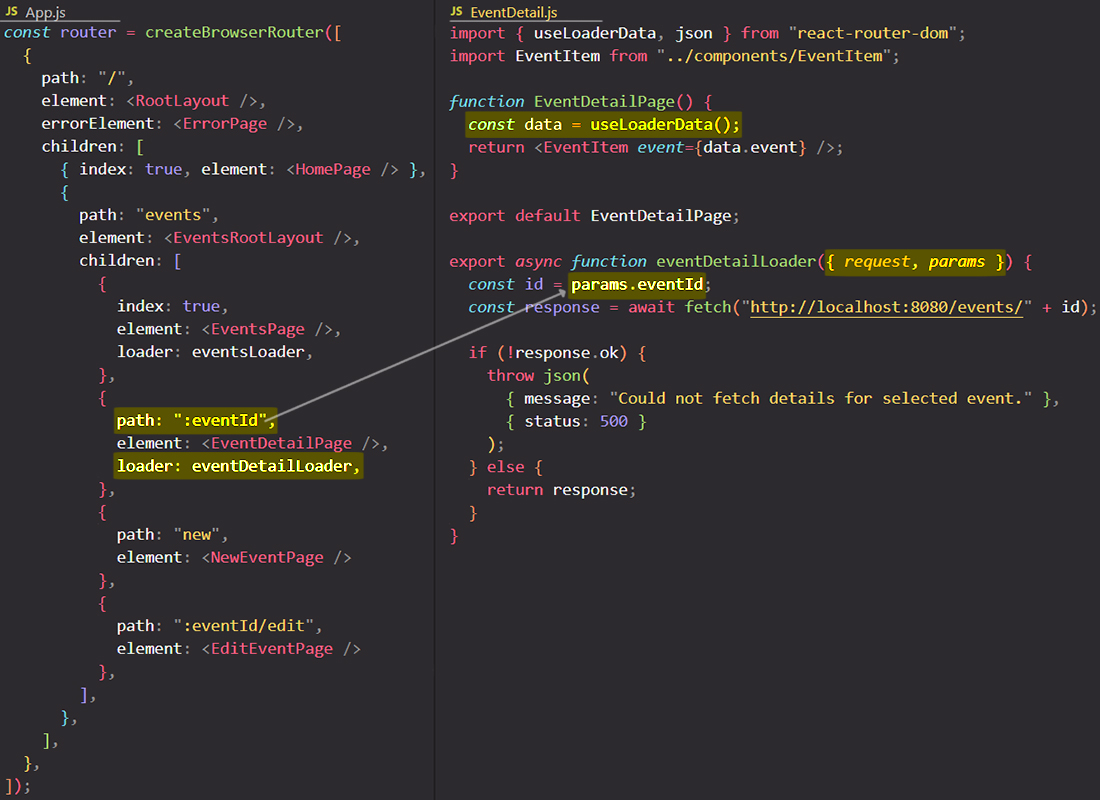 JS App.js
const router = createBrowserRouter([
  {
    path: "/",
    element: <RootLayout />,
    errorElement: <ErrorPage />,
    children: [
      { index: true, element: <HomePage /> },
      {
        path: "events",
        element: <EventsRootLayout />,
        children: [
          {
            index: true,
            element: <EventsPage />,
            loader: eventsLoader,
          },
          {
            path: ":eventId",
            element: <EventDetailPage />,
            loader: eventDetailLoader,
          },
          {
            path: "new",
            element: <NewEventPage />
          },
          {
            path: ":eventId/edit",
            element: <EditEventPage />
          },
        ],
      },
    ],
  },
]);
JS EventDetail.js
import { useLoaderData, json } from "react-router-dom";
import EventItem from "../components/EventItem";

function EventDetailPage() {
  const data = useLoaderData();
  return <EventItem event={data.event} />;
}

export default EventDetailPage;

export async function eventDetailLoader({ request, params }) {
  const id = params.eventId;
  const response = await fetch("http://localhost:8080/events/" + id);

  if (!response.ok) {
    throw json(
      { message: "Could not fetch details for selected event." },
      { status: 500 }
    );
  } else {
    return response;
  }
}